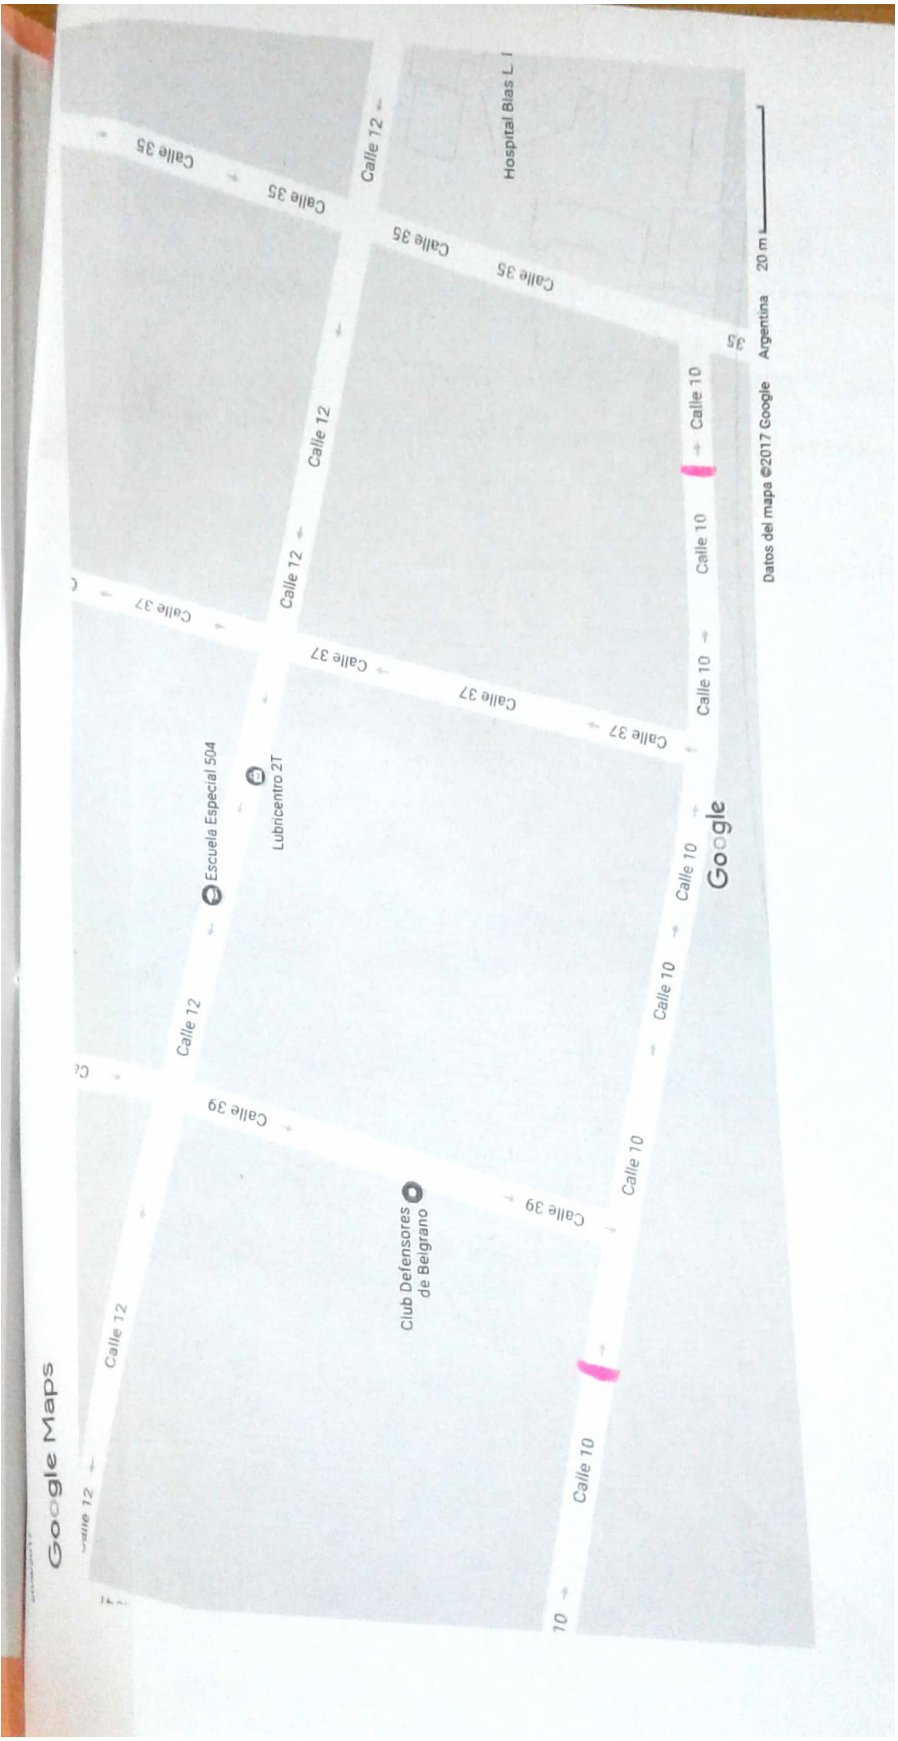 Google Maps
Calle 12
Calle 12
Calle 12
Calle 12
Calle 12
Calle 35
Calle 35
Calle 35
Calle 35
35
Calle 37
Calle 37
Calle 37
Calle 37
Calle 39
Calle 39
Escuela Especial 504
Lubricentro 2T
Club Defensores
de Belgrano
Hospital Blas L.
10
Calle 10
Calle 10
Calle 10
Calle 10
Calle 10
Calle 10
Calle 10
Google
Datos del mapa ©2017 Google Argentina 20 m